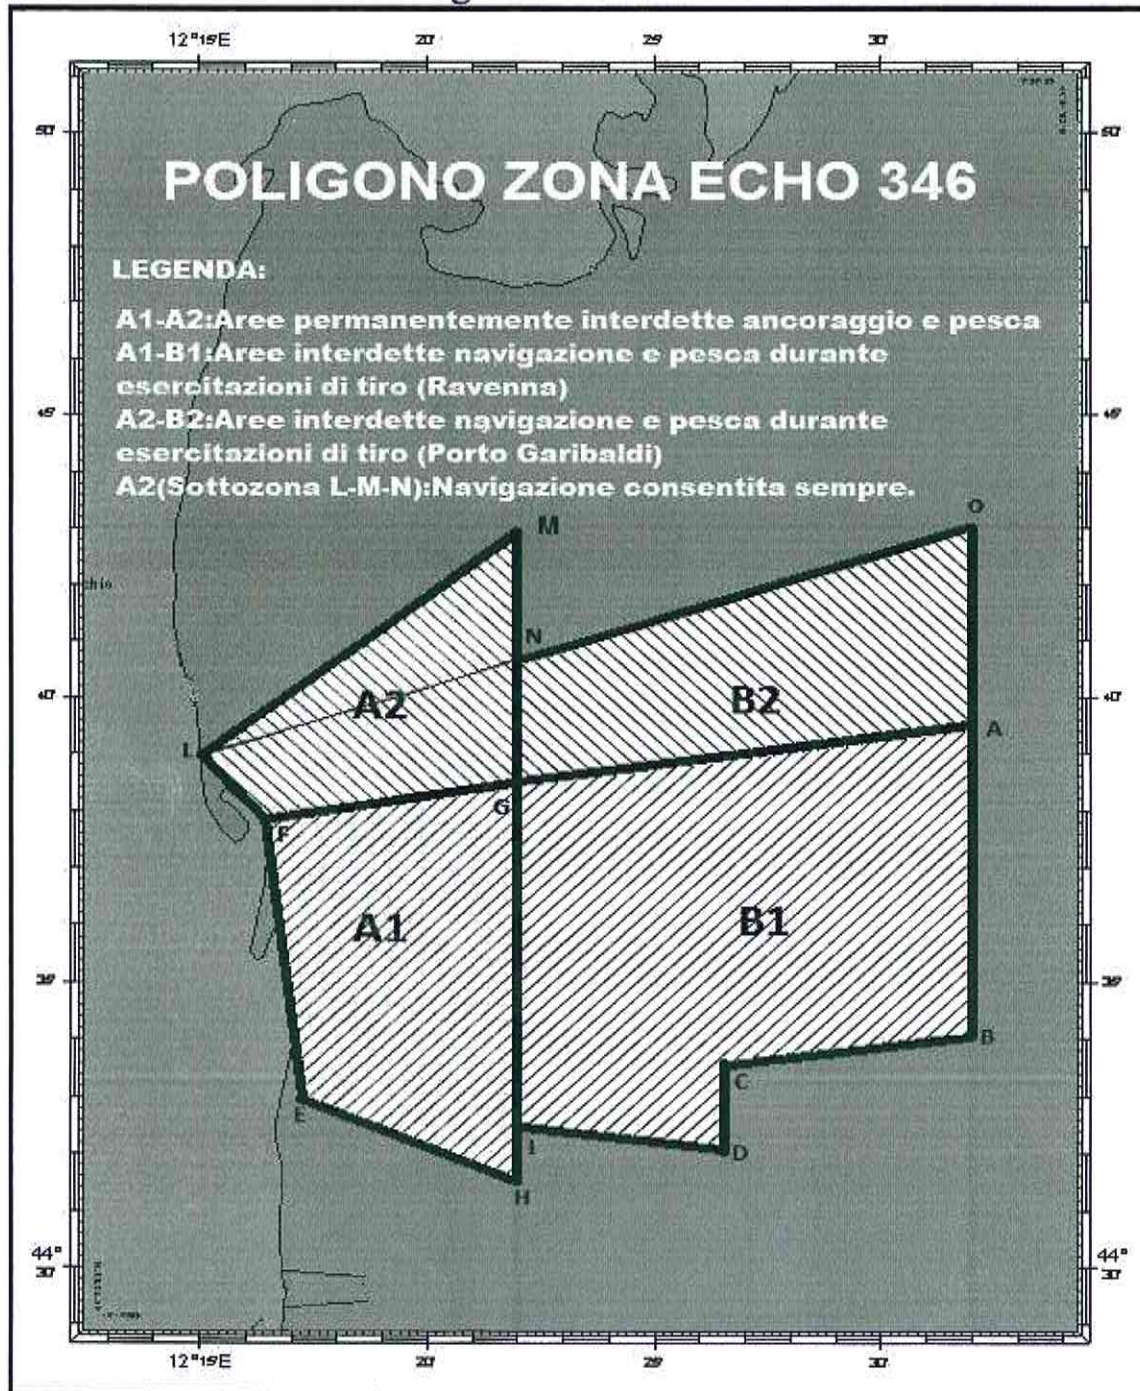 12°15'E 20' 25' 30'
50' 50'
POLIGONO ZONA ECHO 346
LEGENDA:
A1-A2:Aree permanentemente interdette ancoraggio e pesca
A1-B1:Aree interdette navigazione e pesca durante
esercitazioni di tiro (Ravenna)
A2-B2:Aree interdette navigazione e pesca durante
esercitazioni di tiro (Porto Garibaldi)
A2(Sottozona L-M-N):Navigazione consentita sempre.
45' 45'
M
O
chio
N
A2
B2
40' 40'
L
A
G
F
A1
B1
35' 35'
B
C
E
I
D
H
44° 44°
30' 30'
12°15'E 20' 25' 30'